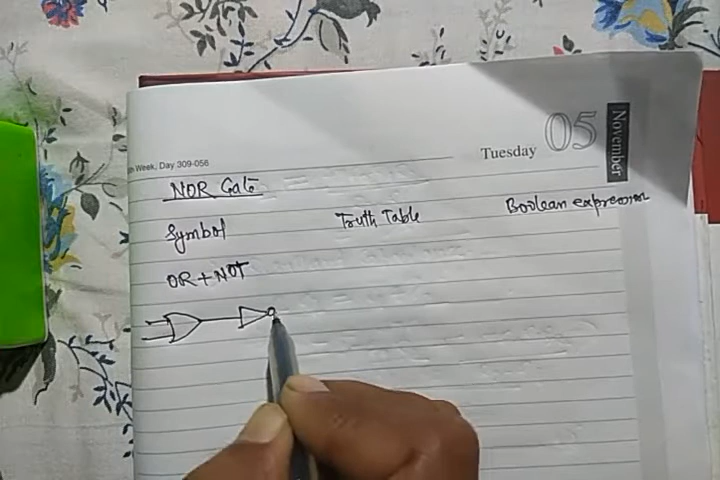 Week, Day 309-056
Tuesday 05 November
NOR Gate
Symbol Truth Table Boolean expression
OR + NOT